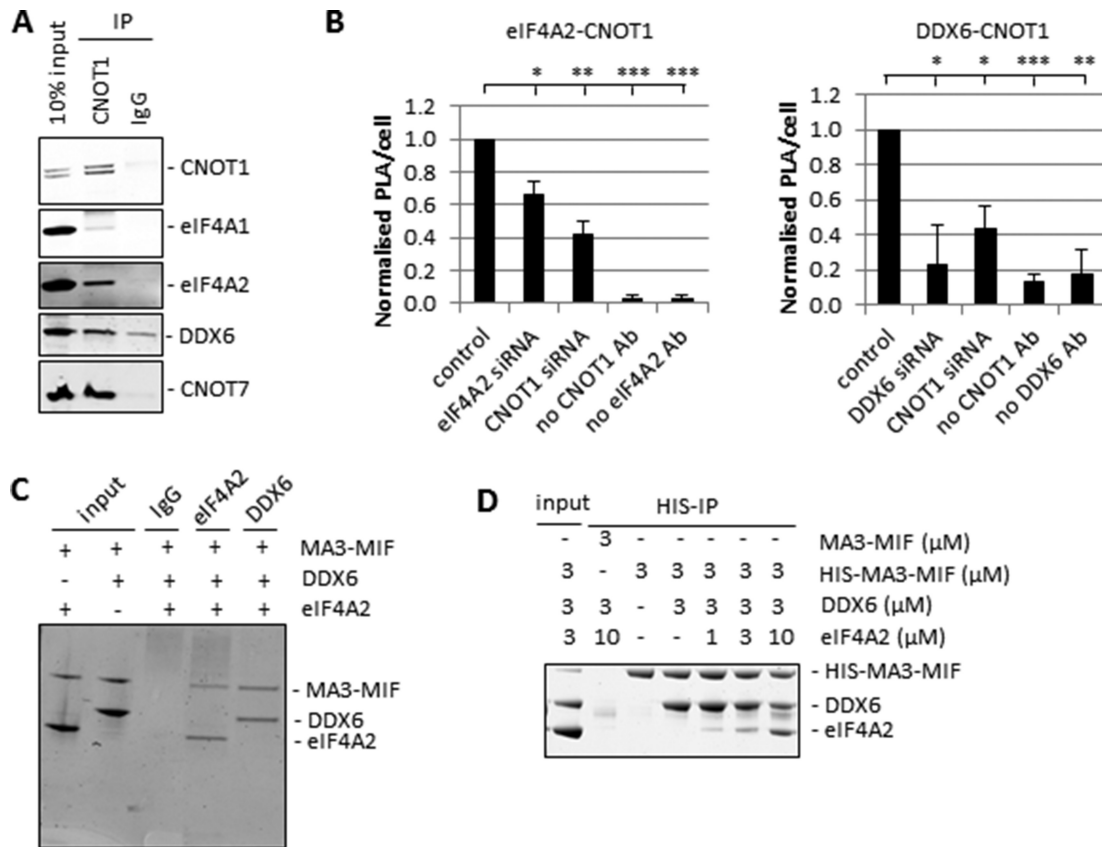 A
IP
10% input
CNOT1
IgG
- CNOT1
- eIF4A1
- eIF4A2
- DDX6
- CNOT7
B
eIF4A2-CNOT1
* ** *** ***
Normalised PLA/cell
1.2
1.0
0.8
0.6
0.4
0.2
0.0
control
eIF4A2 siRNA
CNOT1 siRNA
no CNOT1 Ab
no eIF4A2 Ab
DDX6-CNOT1
* * *** **
Normalised PLA/cell
1.2
1.0
0.8
0.6
0.4
0.2
0.0
control
DDX6 siRNA
CNOT1 siRNA
no CNOT1 Ab
no DDX6 Ab
C
input IgG eIF4A2 DDX6
+ + + + + MA3-MIF
- + + + + DDX6
+ - + + + eIF4A2
- MA3-MIF
- DDX6
- eIF4A2
D
input HIS-IP
- 3 - - - - - MA3-MIF (µM)
3 - 3 3 3 3 3 HIS-MA3-MIF (µM)
3 3 - 3 3 3 3 DDX6 (µM)
3 10 - - 1 3 10 eIF4A2 (µM)
- HIS-MA3-MIF
- DDX6
- eIF4A2